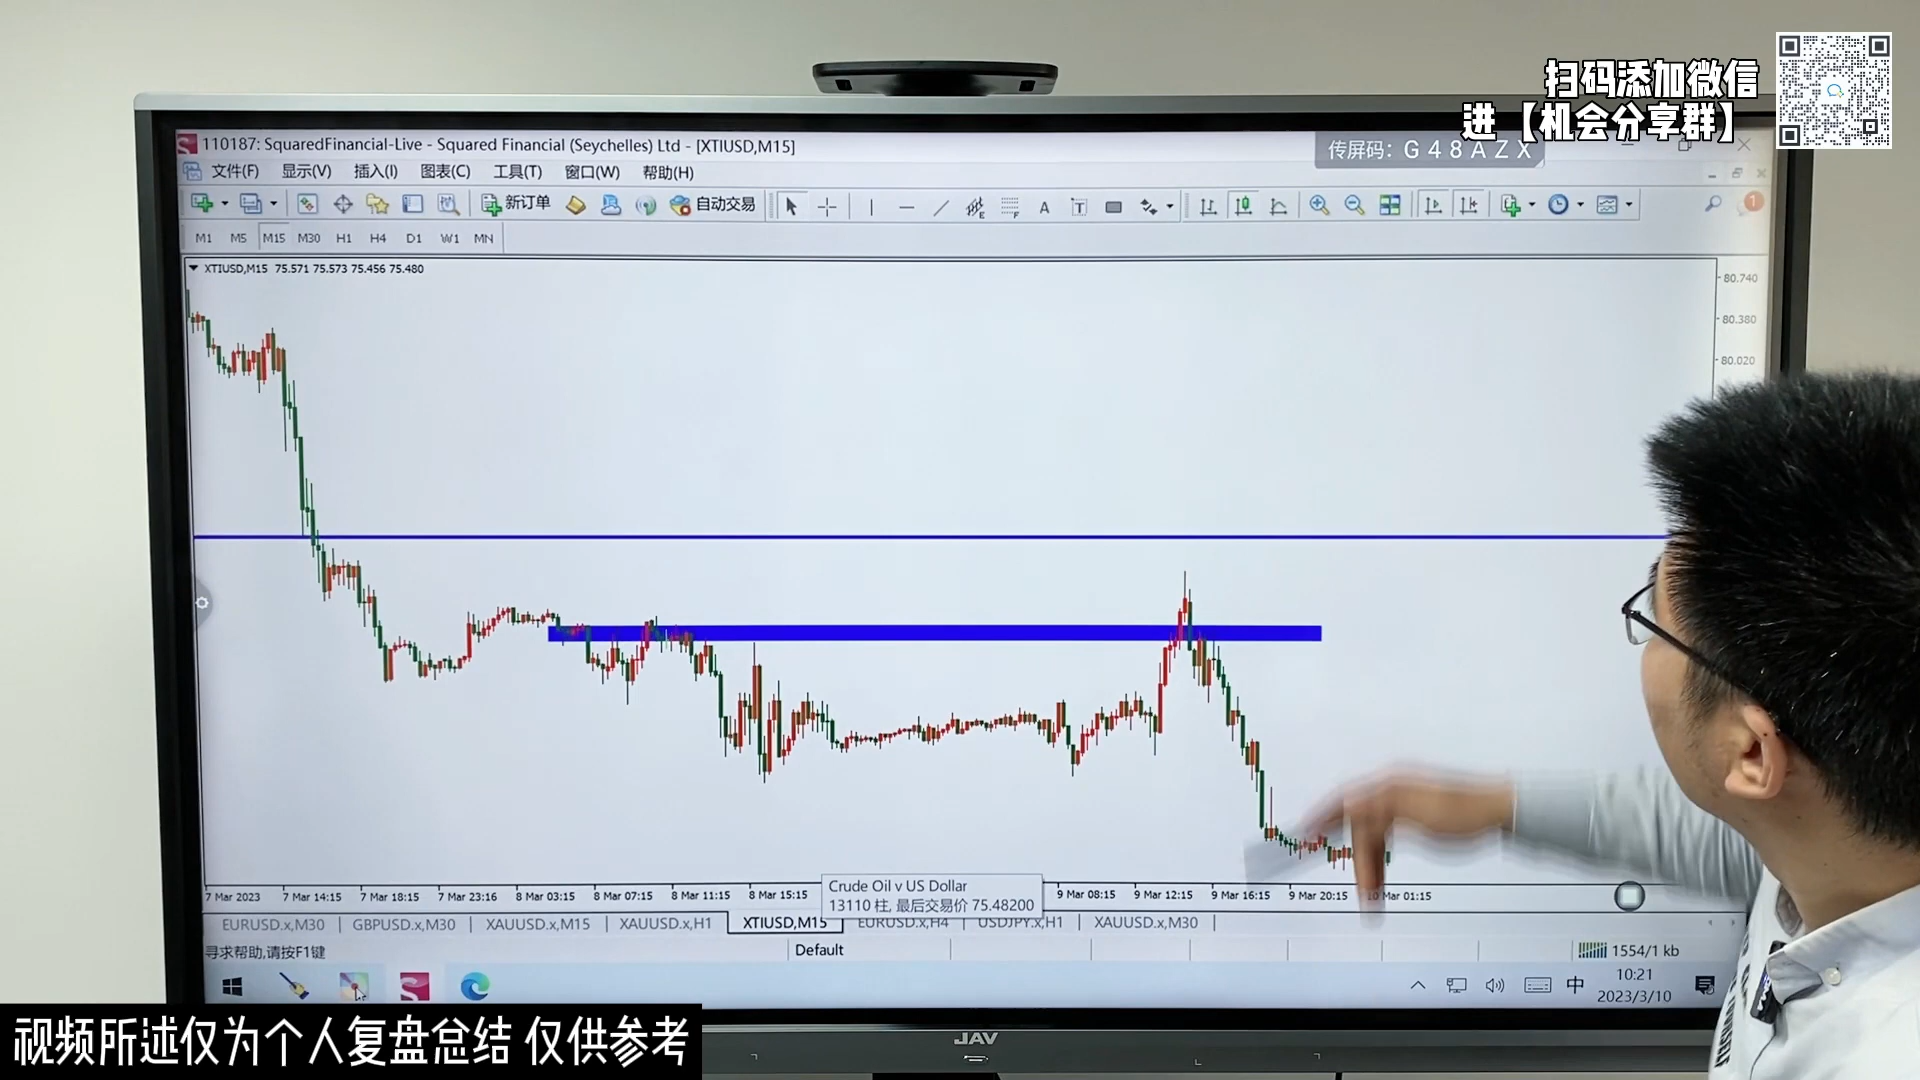 扫码添加微信
进【机会分享群】
110187: SquaredFinancial-Live - Squared Financial (Seychelles) Ltd - [XTIUSD,M15]
传屏码: G48AZX
文件(F) 显示(V) 插入(I) 图表(C) 工具(T) 窗口(W) 帮助(H)
新订单 自动交易 1
M1 M5 M15 M30 H1 H4 D1 W1 MN
XTIUSD,M15 75.571 75.573 75.456 75.480
80.740
80.380
80.020
Crude Oil v US Dollar
13110 柱, 最后交易价 75.48200
7 Mar 2023 7 Mar 14:15 7 Mar 18:15 7 Mar 23:16 8 Mar 03:15 8 Mar 07:15 8 Mar 11:15 8 Mar 15:15 9 Mar 08:15 9 Mar 12:15 9 Mar 16:15 9 Mar 20:15 10 Mar 01:15
EURUSD.x,M30 GBPUSD.x,M30 XAUUSD.x,M15 XAUUSD.x,H1 XTIUSD,M15 EURUSD.x,H4 USDJPY.x,H1 XAUUSD.x,M30
寻求帮助,请按F1键 Default 1554/1 kb
中 10:21
2023/3/10
视频所述仅为个人复盘总结 仅供参考
JAV